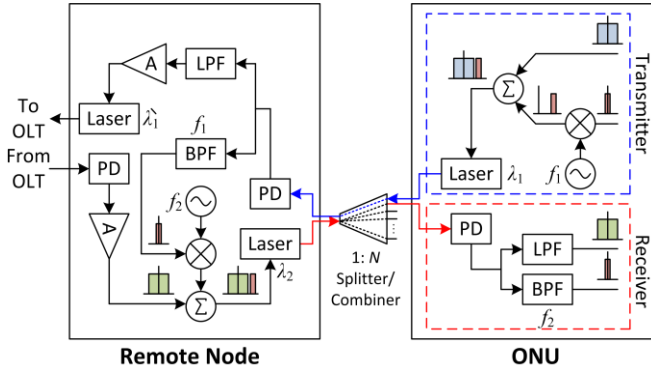 A
LPF
To
OLT
Laser
λ̀1
f1
From
OLT
PD
BPF
PD
f2
A
Laser
λ2
Σ
Remote Node
1: N
Splitter/
Combiner
Σ
Laser
λ1
f1
Transmitter
PD
LPF
BPF
f2
Receiver
ONU